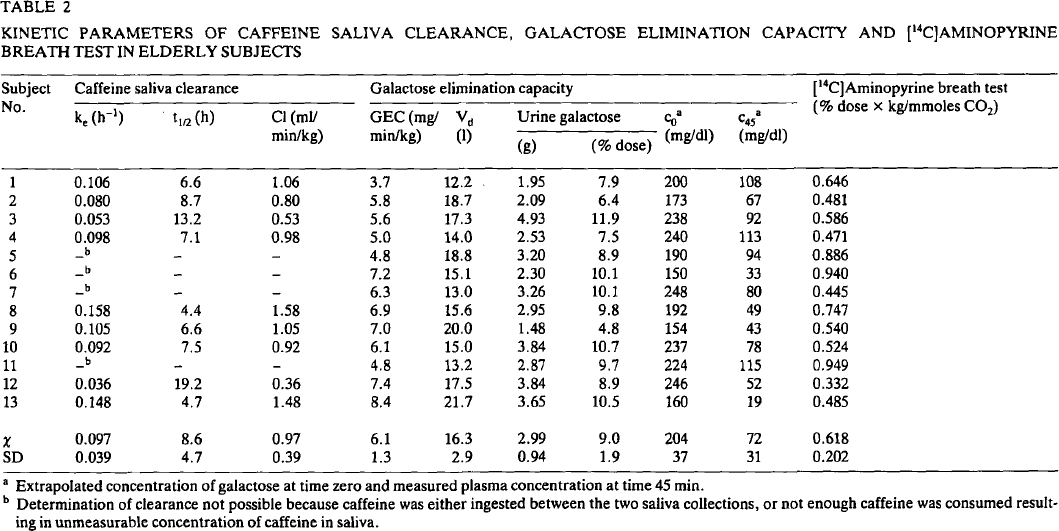 TABLE 2
KINETIC PARAMETERS OF CAFFEINE SALIVA CLEARANCE, GALACTOSE ELIMINATION CAPACITY AND [¹⁴C]AMINOPYRINE
BREATH TEST IN ELDERLY SUBJECTS
Subject Caffeine saliva clearance Galactose elimination capacity [¹⁴C]Aminopyrine breath test
No. (% dose × kg/mmoles CO₂)
kₑ (h⁻¹) t₁/₂ (h) Cl (ml/ GEC (mg/ V_d Urine galactose c₀ᵃ c₄₅ᵃ
min/kg) min/kg) (l) (g) (% dose) (mg/dl) (mg/dl)
1 0.106 6.6 1.06 3.7 12.2 1.95 7.9 200 108 0.646
2 0.080 8.7 0.80 5.8 18.7 2.09 6.4 173 67 0.481
3 0.053 13.2 0.53 5.6 17.3 4.93 11.9 238 92 0.586
4 0.098 7.1 0.98 5.0 14.0 2.53 7.5 240 113 0.471
5 –ᵇ – – 4.8 18.8 3.20 8.9 190 94 0.886
6 –ᵇ – – 7.2 15.1 2.30 10.1 150 33 0.940
7 –ᵇ – – 6.3 13.0 3.26 10.1 248 80 0.445
8 0.158 4.4 1.58 6.9 15.6 2.95 9.8 192 49 0.747
9 0.105 6.6 1.05 7.0 20.0 1.48 4.8 154 43 0.540
10 0.092 7.5 0.92 6.1 15.0 3.84 10.7 237 78 0.524
11 –ᵇ – – 4.8 13.2 2.87 9.7 224 115 0.949
12 0.036 19.2 0.36 7.4 17.5 3.84 8.9 246 52 0.332
13 0.148 4.7 1.48 8.4 21.7 3.65 10.5 160 19 0.485
χ 0.097 8.6 0.97 6.1 16.3 2.99 9.0 204 72 0.618
SD 0.039 4.7 0.39 1.3 2.9 0.94 1.9 37 31 0.202
ᵃ Extrapolated concentration of galactose at time zero and measured plasma concentration at time 45 min.
ᵇ Determination of clearance not possible because caffeine was either ingested between the two saliva collections, or not enough caffeine was consumed result-
ing in unmeasurable concentration of caffeine in saliva.